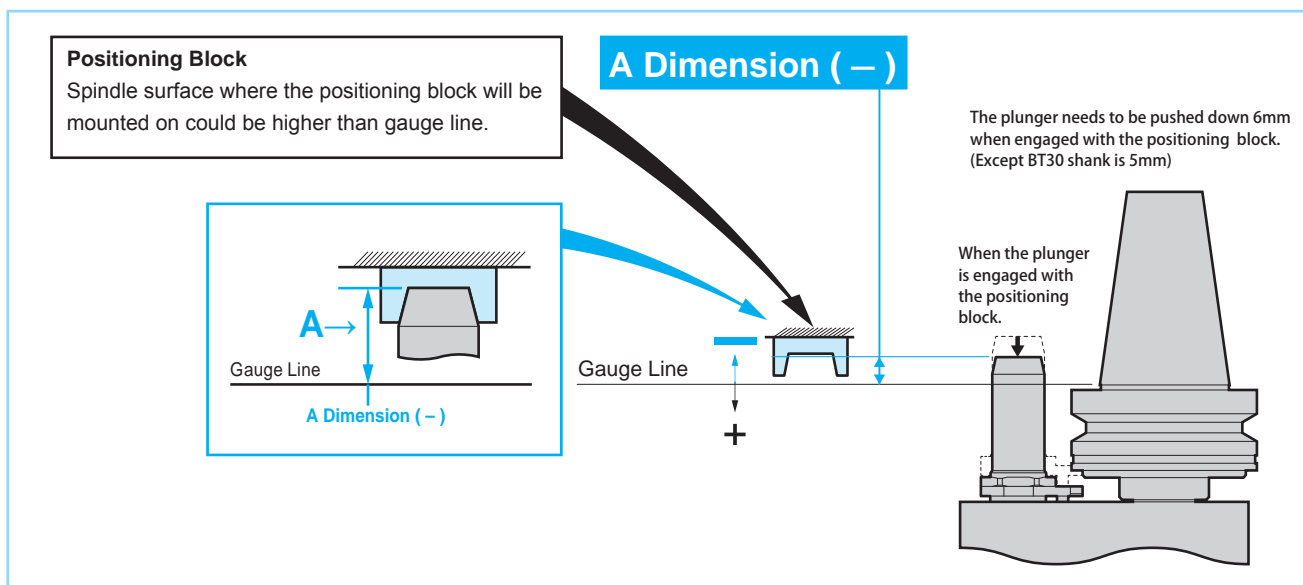 Positioning Block
Spindle surface where the positioning block will be
mounted on could be higher than gauge line.
A Dimension ( – )
The plunger needs to be pushed down 6mm
when engaged with the positioning block.
(Except BT30 shank is 5mm)
When the plunger
is engaged with
the positioning
block.
A→
Gauge Line
A Dimension ( – )
Gauge Line
+